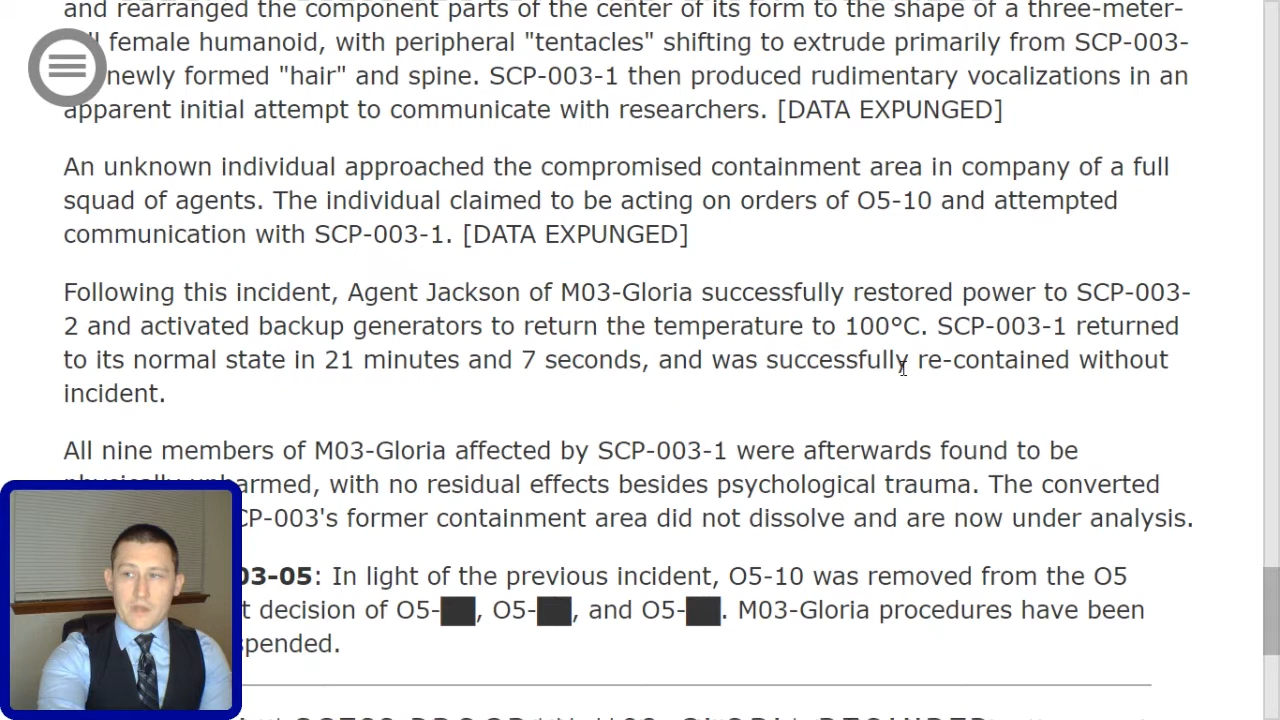 and rearranged the component parts of the center of its form to the shape of a three-meter-
female humanoid, with peripheral "tentacles" shifting to extrude primarily from SCP-003-
newly formed "hair" and spine. SCP-003-1 then produced rudimentary vocalizations in an
apparent initial attempt to communicate with researchers. [DATA EXPUNGED]
An unknown individual approached the compromised containment area in company of a full
squad of agents. The individual claimed to be acting on orders of O5-10 and attempted
communication with SCP-003-1. [DATA EXPUNGED]
Following this incident, Agent Jackson of M03-Gloria successfully restored power to SCP-003-
2 and activated backup generators to return the temperature to 100°C. SCP-003-1 returned
to its normal state in 21 minutes and 7 seconds, and was successfully re-contained without
incident.
All nine members of M03-Gloria affected by SCP-003-1 were afterwards found to be
physically unharmed, with no residual effects besides psychological trauma. The converted
CP-003's former containment area did not dissolve and are now under analysis.
03-05: In light of the previous incident, O5-10 was removed from the O5
t decision of O5-██, O5-██, and O5-██. M03-Gloria procedures have been
spended.